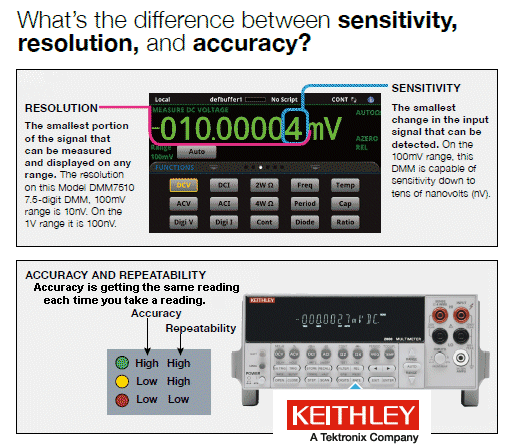 What's the difference between sensitivity,
resolution, and accuracy?
RESOLUTION
The smallest portion
of the signal that
can be measured
and displayed on any
range. The resolution
on this Model DMM7510
7.5-digit DMM, 100mV
range is 10nV. On the
1V range it is 100nV.
Local defbuffer1 No Script CONT
MEASURE DC VOLTAGE
-010.00004mV
AUTO
AZERO
REL
Range
100mV
Auto
FUNCTIONS
DCV DCI 2W Ω Freq Temp
ACV ACI 4W Ω Period Cap
Digi V Digi I Cont Diode Ratio
SENSITIVITY
The smallest
change in the input
signal that can be
detected. On the
100mV range, this
DMM is capable of
sensitivity down to
tens of nanovolts (nV).
ACCURACY AND REPEATABILITY
Accuracy is getting the same reading
each time you take a reading.
Accuracy
Repeatability
High High
Low High
Low Low
KEITHLEY
-000.0027mVDC
MULTIMETER
POWER
KEITHLEY
A Tektronix Company